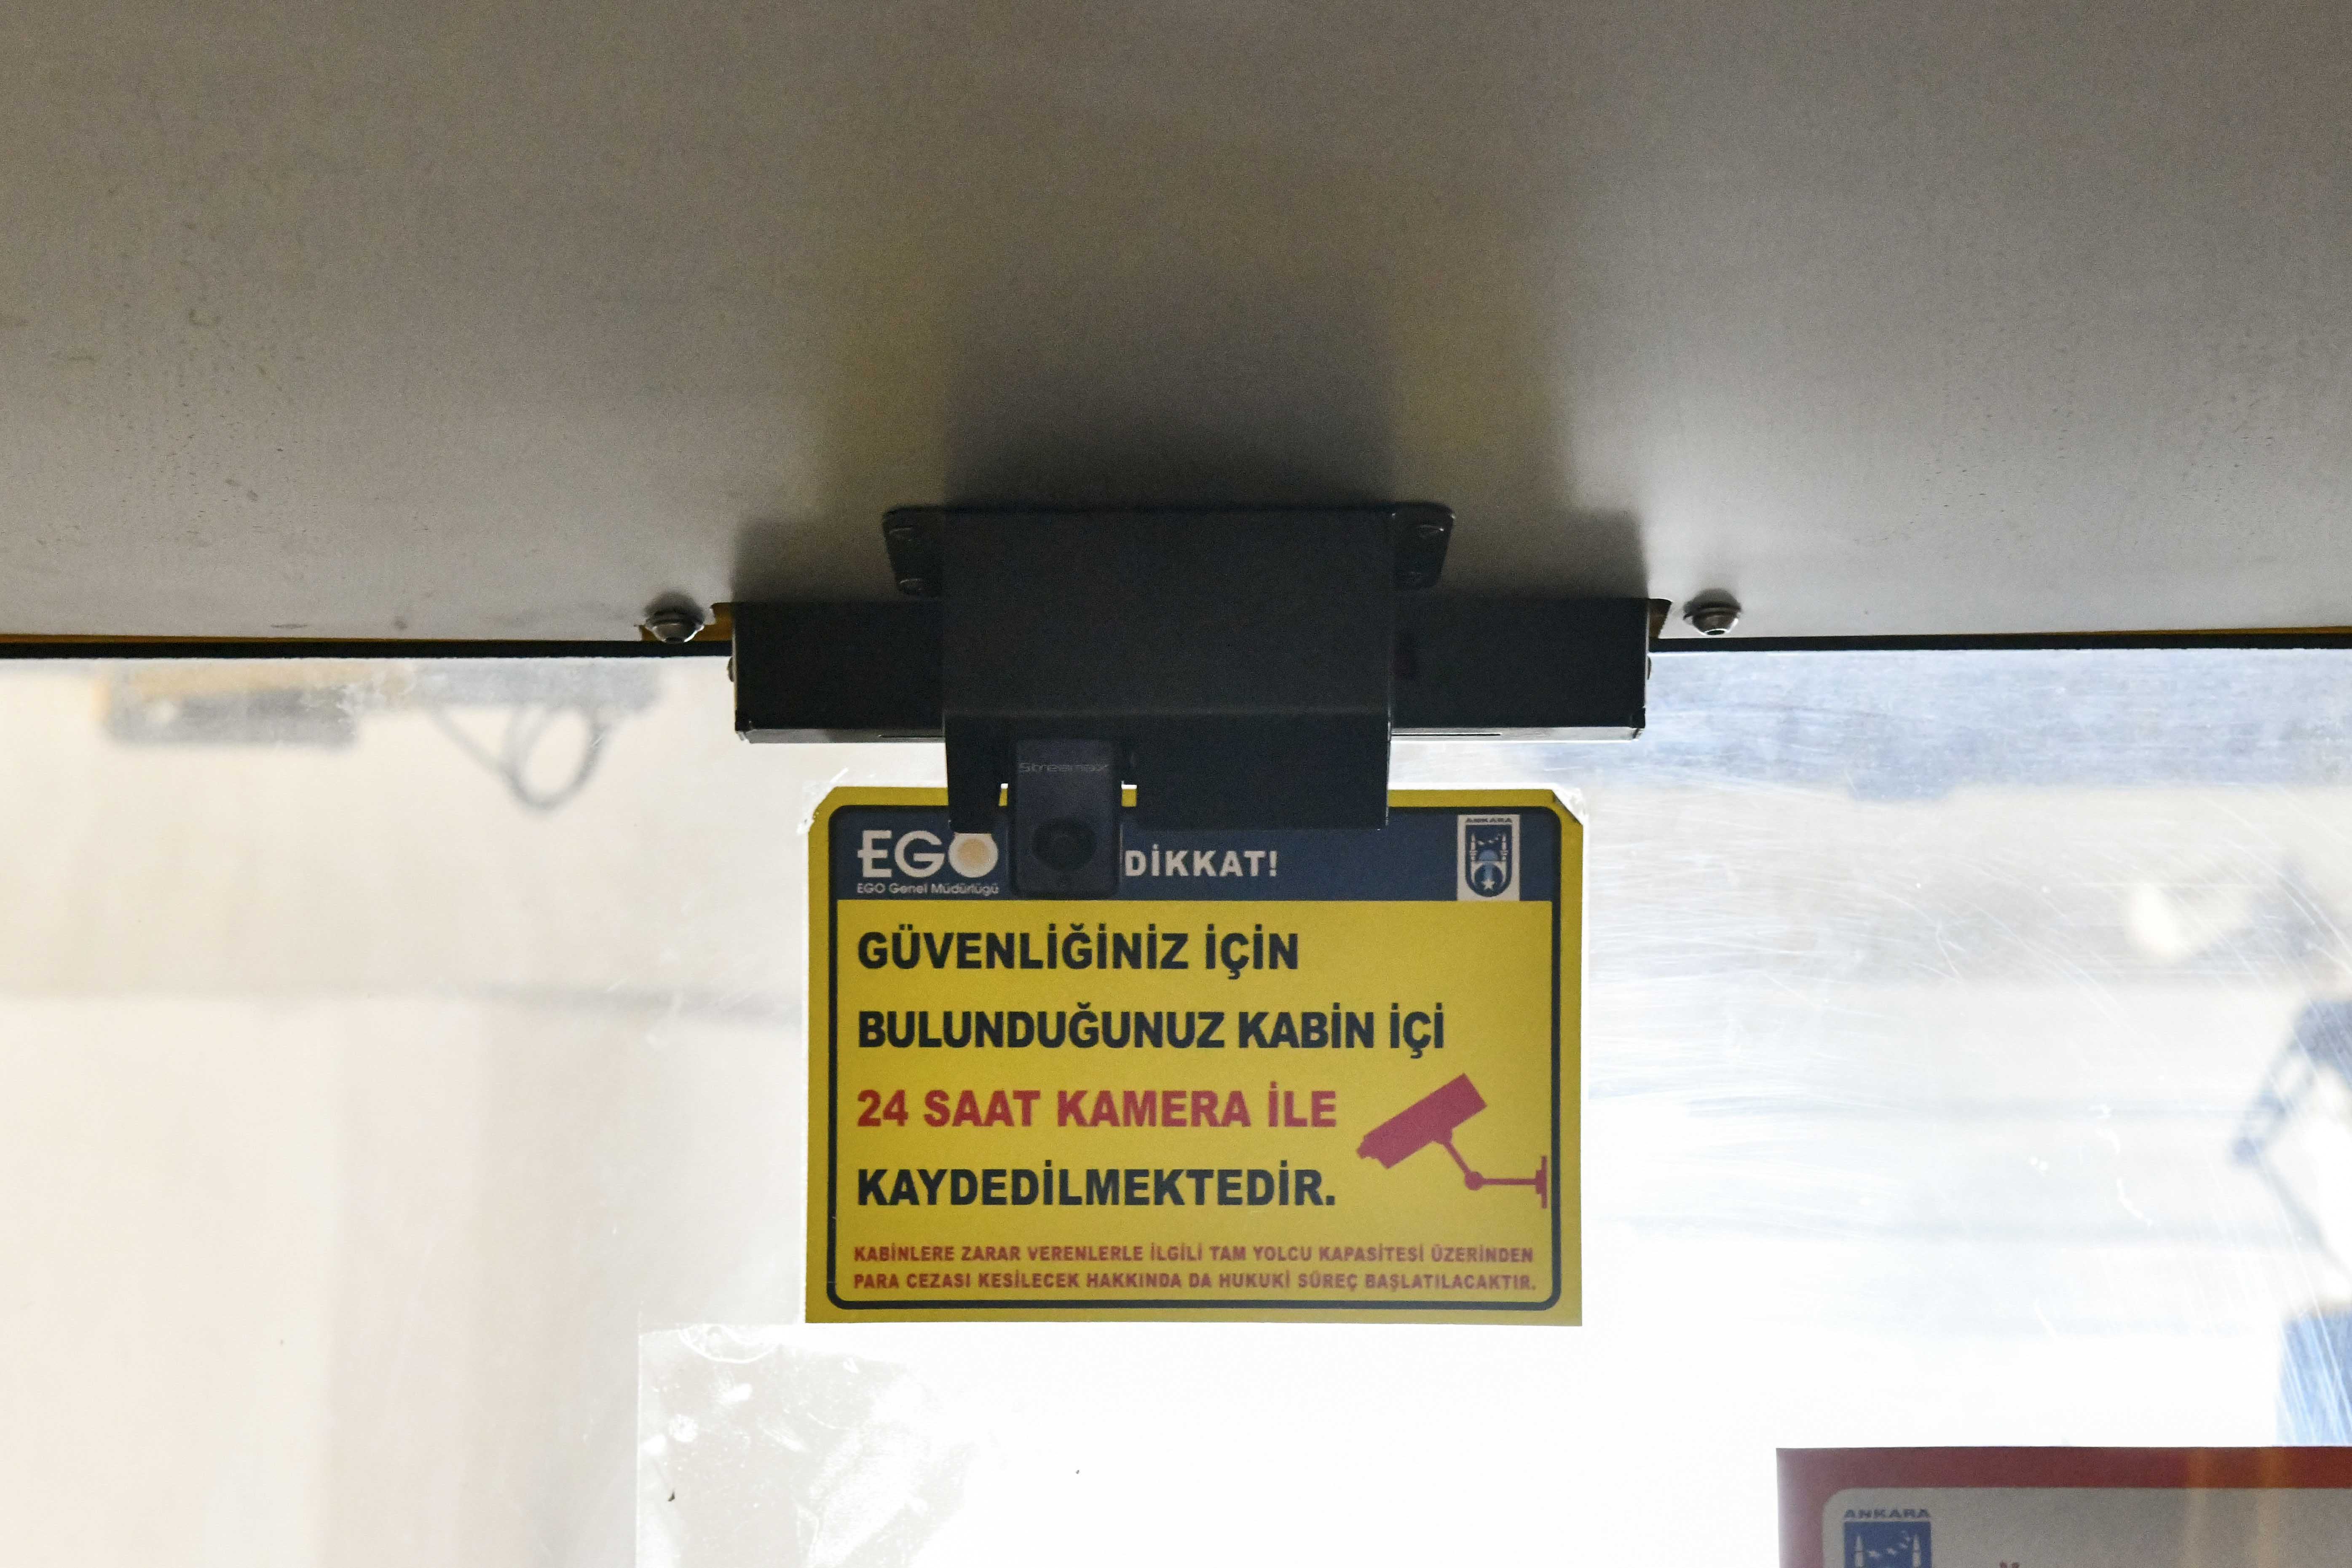 Streamax
EGO
EGO Genel Müdürlüğü
DİKKAT!
ANKARA
GÜVENLİĞİNİZ İÇİN
BULUNDUĞUNUZ KABİN İÇİ
24 SAAT KAMERA İLE
KAYDEDİLMEKTEDİR.
KABİNLERE ZARAR VERENLERLE İLGİLİ TAM YOLCU KAPASİTESİ ÜZERİNDEN
PARA CEZASI KESİLECEK HAKKINDA DA HUKUKİ SÜREÇ BAŞLATILACAKTIR.
ANKARA